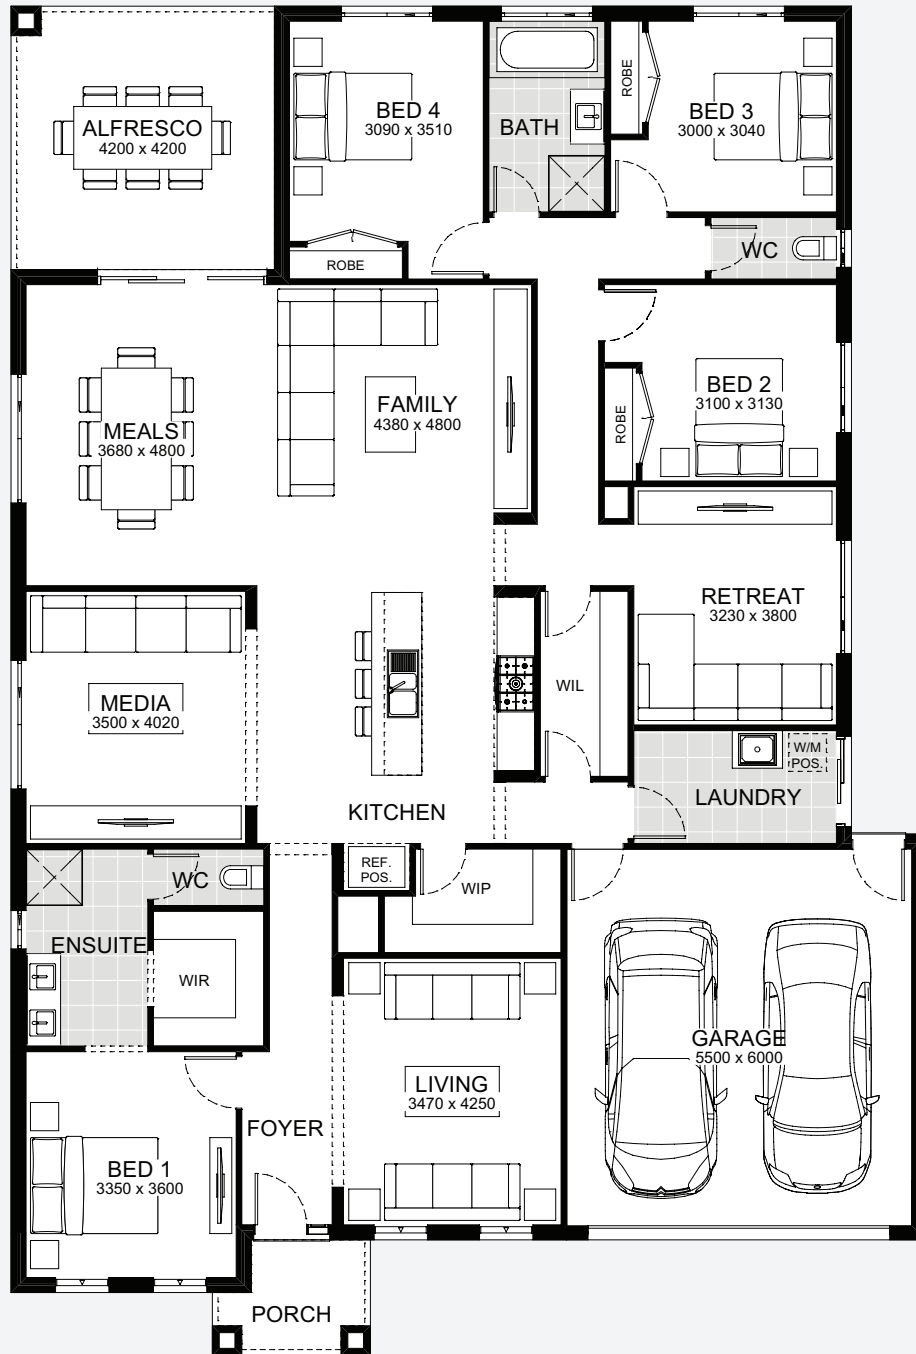 ALFRESCO
4200 x 4200
BED 4
3090 x 3510
BATH
ROBE
BED 3
3000 x 3040
ROBE
WC
MEALS
3680 x 4800
FAMILY
4380 x 4800
ROBE
BED 2
3100 x 3130
MEDIA
3500 x 4020
KITCHEN
WIL
RETREAT
3230 x 3800
W/M
POS.
LAUNDRY
WC
REF.
POS.
WIP
ENSUITE
WIR
BED 1
3350 x 3600
FOYER
LIVING
3470 x 4250
GARAGE
5500 x 6000
PORCH